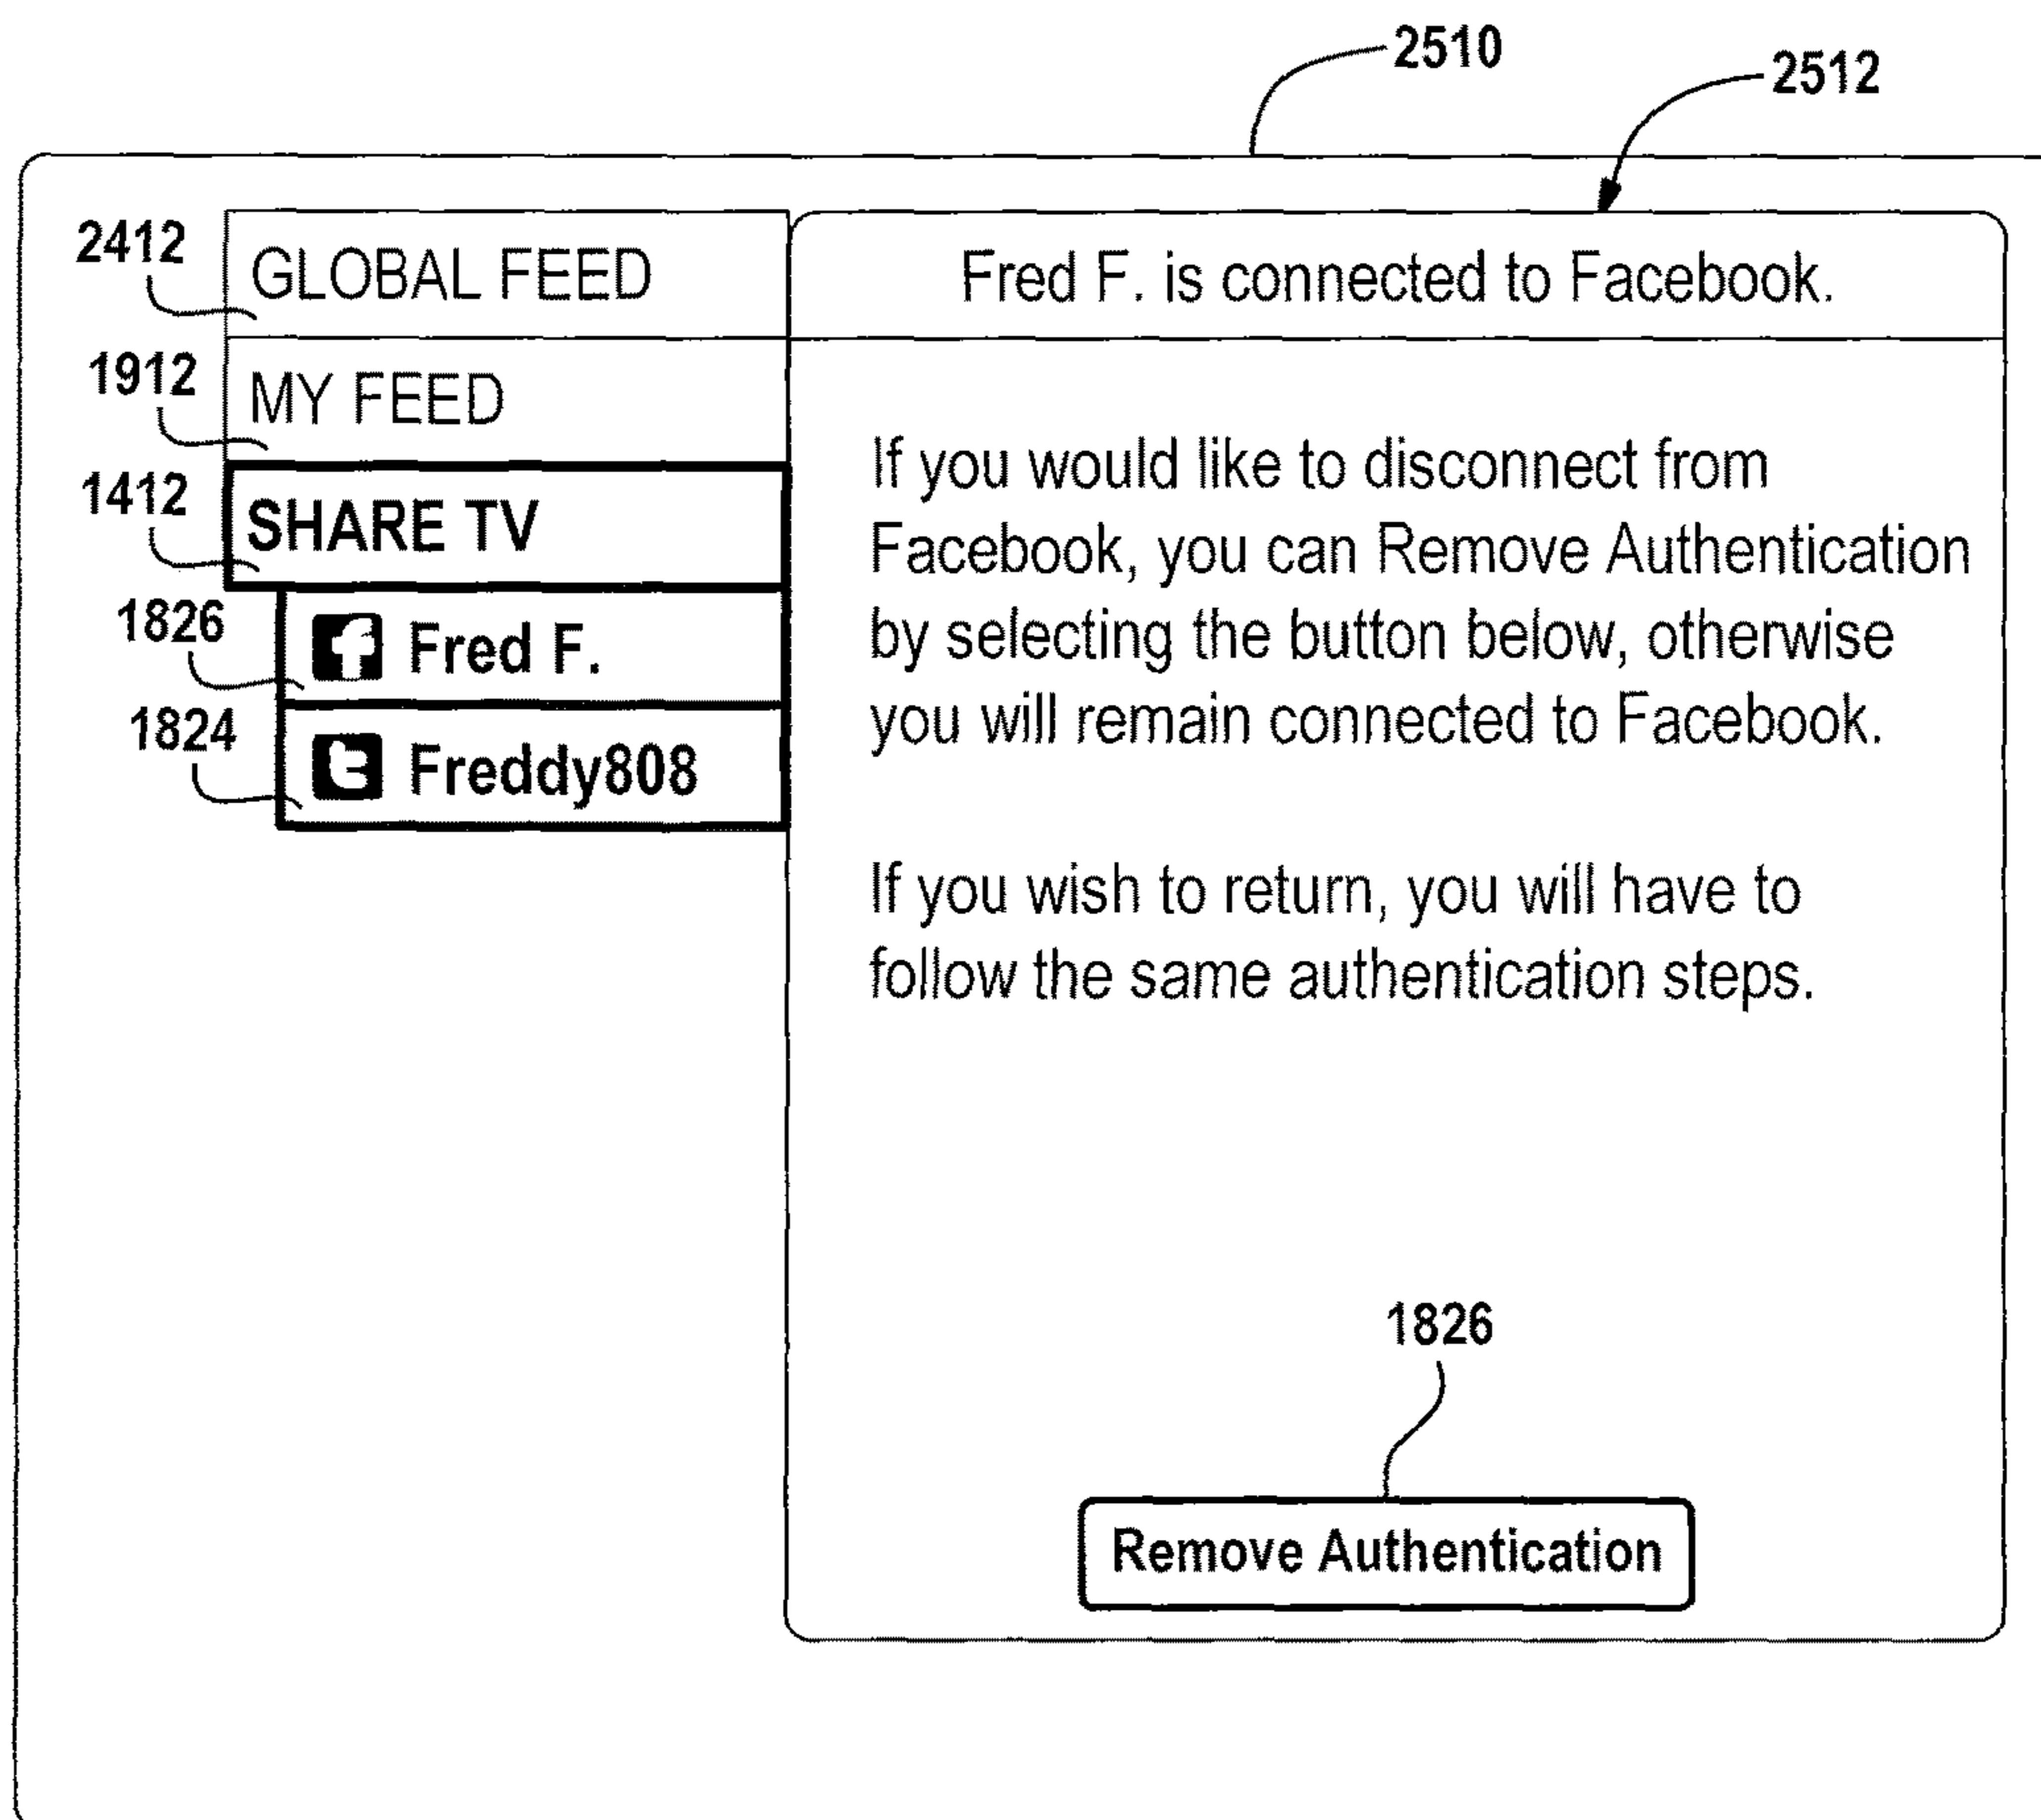 2510
2512
2412
GLOBAL FEED
Fred F. is connected to Facebook.
1912
MY FEED
1412
SHARE TV
1826
f Fred F.
1824
t Freddy808
If you would like to disconnect from
Facebook, you can Remove Authentication
by selecting the button below, otherwise
you will remain connected to Facebook.
If you wish to return, you will have to
follow the same authentication steps.
1826
Remove Authentication